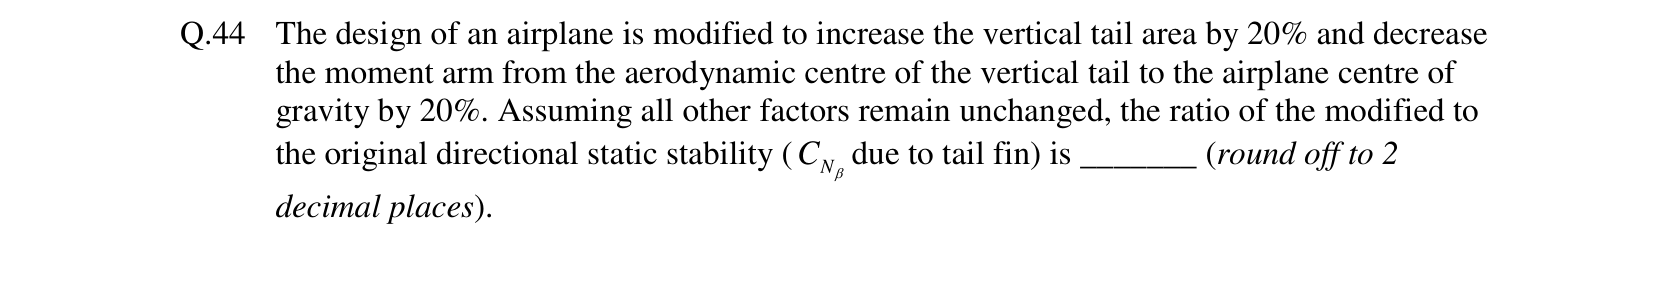 Q.44 The design of an airplane is modified to increase the vertical tail area by 20% and decrease
the moment arm from the aerodynamic centre of the vertical tail to the airplane centre of
gravity by 20%. Assuming all other factors remain unchanged, the ratio of the modified to
the original directional static stability ( C_{N_β} due to tail fin) is _______ (round off to 2
decimal places).